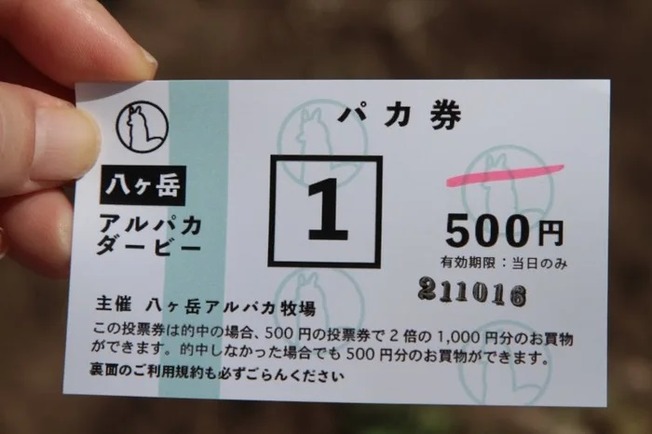 パカ券
八ヶ岳
アルパカ
ダービー
1
500円
有効期限：当日のみ
211016
主催 八ヶ岳アルパカ牧場
この投票券は的中の場合、500円の投票券で2倍の1,000円分のお買物
ができます。的中しなかった場合でも500円分のお買物ができます。
裏面のご利用規約も必ずごらんください